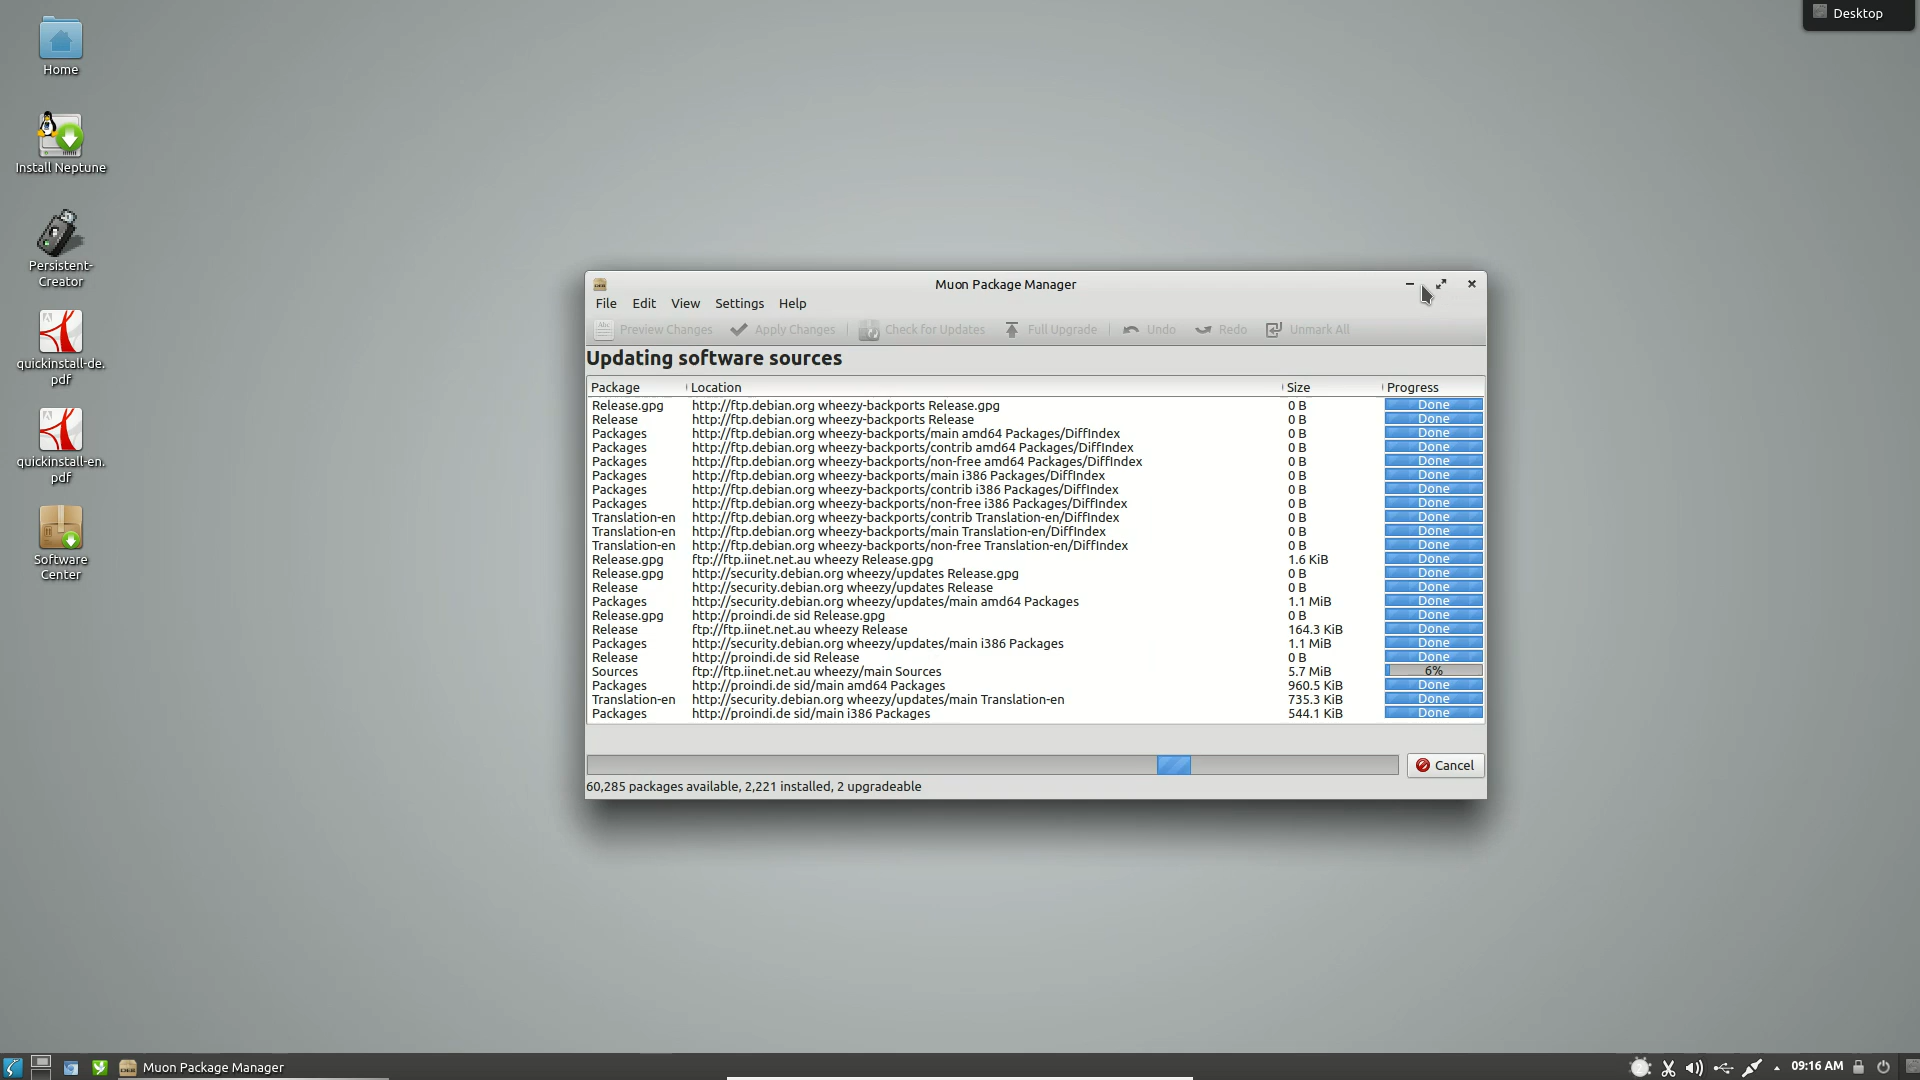 Desktop
Home
Install Neptune
Persistent-
Creator
quickinstall-de.
pdf
quickinstall-en.
pdf
Software
Center
Muon Package Manager
File Edit View Settings Help
Preview Changes Apply Changes Check for Updates Full Upgrade Undo Redo Unmark All
Updating software sources
Package Location Size Progress
Release.gpg http://ftp.debian.org wheezy-backports Release.gpg 0 B Done
Release http://ftp.debian.org wheezy-backports Release 0 B Done
Packages http://ftp.debian.org wheezy-backports/main amd64 Packages/DiffIndex 0 B Done
Packages http://ftp.debian.org wheezy-backports/contrib amd64 Packages/DiffIndex 0 B Done
Packages http://ftp.debian.org wheezy-backports/non-free amd64 Packages/DiffIndex 0 B Done
Packages http://ftp.debian.org wheezy-backports/main i386 Packages/DiffIndex 0 B Done
Packages http://ftp.debian.org wheezy-backports/contrib i386 Packages/DiffIndex 0 B Done
Packages http://ftp.debian.org wheezy-backports/non-free i386 Packages/DiffIndex 0 B Done
Translation-en http://ftp.debian.org wheezy-backports/contrib Translation-en/DiffIndex 0 B Done
Translation-en http://ftp.debian.org wheezy-backports/main Translation-en/DiffIndex 0 B Done
Translation-en http://ftp.debian.org wheezy-backports/non-free Translation-en/DiffIndex 0 B Done
Release.gpg ftp://ftp.iinet.net.au wheezy Release.gpg 1.6 KiB Done
Release.gpg http://security.debian.org wheezy/updates Release.gpg 0 B Done
Release http://security.debian.org wheezy/updates Release 0 B Done
Packages http://security.debian.org wheezy/updates/main amd64 Packages 1.1 MiB Done
Release.gpg http://proindi.de sid Release.gpg 0 B Done
Release ftp://ftp.iinet.net.au wheezy Release 164.3 KiB Done
Packages http://security.debian.org wheezy/updates/main i386 Packages 1.1 MiB Done
Release http://proindi.de sid Release 0 B Done
Sources ftp://ftp.iinet.net.au wheezy/main Sources 5.7 MiB 6%
Packages http://proindi.de sid/main amd64 Packages 960.5 KiB Done
Translation-en http://security.debian.org wheezy/updates/main Translation-en 735.3 KiB Done
Packages http://proindi.de sid/main i386 Packages 544.1 KiB Done
Cancel
60,285 packages available, 2,221 installed, 2 upgradeable
Muon Package Manager
09:16 AM